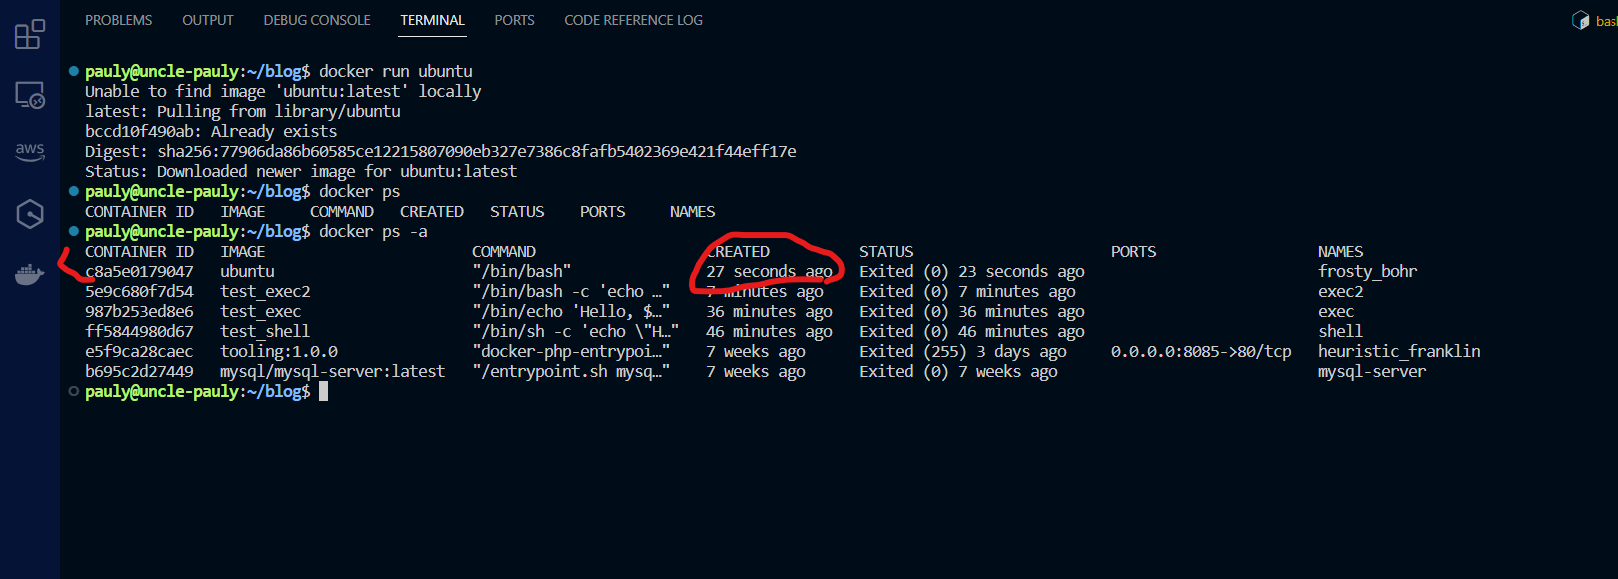 PROBLEMS OUTPUT DEBUG CONSOLE TERMINAL PORTS CODE REFERENCE LOG
aws
pauly@uncle-pauly:~/blog$ docker run ubuntu
Unable to find image 'ubuntu:latest' locally
latest: Pulling from library/ubuntu
bccd10f490ab: Already exists
Digest: sha256:77906da86b60585ce12215807090eb327e7386c8fafb5402369e421f44eff17e
Status: Downloaded newer image for ubuntu:latest
pauly@uncle-pauly:~/blog$ docker ps
CONTAINER ID   IMAGE     COMMAND   CREATED   STATUS    PORTS     NAMES
pauly@uncle-pauly:~/blog$ docker ps -a
CONTAINER ID   IMAGE                       COMMAND                  CREATED          STATUS                      PORTS                  NAMES
c8a5e0179047   ubuntu                      "/bin/bash"              27 seconds ago   Exited (0) 23 seconds ago                          frosty_bohr
5e9c680f7d54   test_exec2                  "/bin/bash -c 'echo …"   7 minutes ago    Exited (0) 7 minutes ago                           exec2
987b253ed8e6   test_exec                   "/bin/echo 'Hello, $…"   36 minutes ago   Exited (0) 36 minutes ago                          exec
ff5844980d67   test_shell                  "/bin/sh -c 'echo \"H…"   46 minutes ago   Exited (0) 46 minutes ago                          shell
e5f9ca28caec   tooling:1.0.0               "docker-php-entrypoi…"   7 weeks ago      Exited (255) 3 days ago     0.0.0.0:8085->80/tcp   heuristic_franklin
b695c2d27449   mysql/mysql-server:latest   "/entrypoint.sh mysq…"   7 weeks ago      Exited (0) 7 weeks ago                             mysql-server
pauly@uncle-pauly:~/blog$